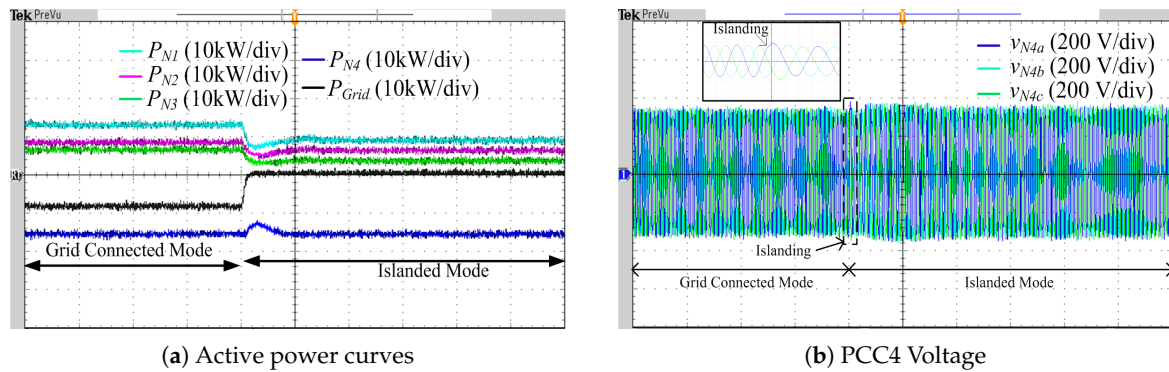 Tek PreVu
P_N1 (10kW/div)
P_N2 (10kW/div)
P_N3 (10kW/div)
P_N4 (10kW/div)
P_Grid (10kW/div)
Grid Connected Mode
Islanded Mode
(a) Active power curves
Tek PreVu
Islanding
v_N4a (200 V/div)
v_N4b (200 V/div)
v_N4c (200 V/div)
1
Islanding
Grid Connected Mode
Islanded Mode
(b) PCC4 Voltage